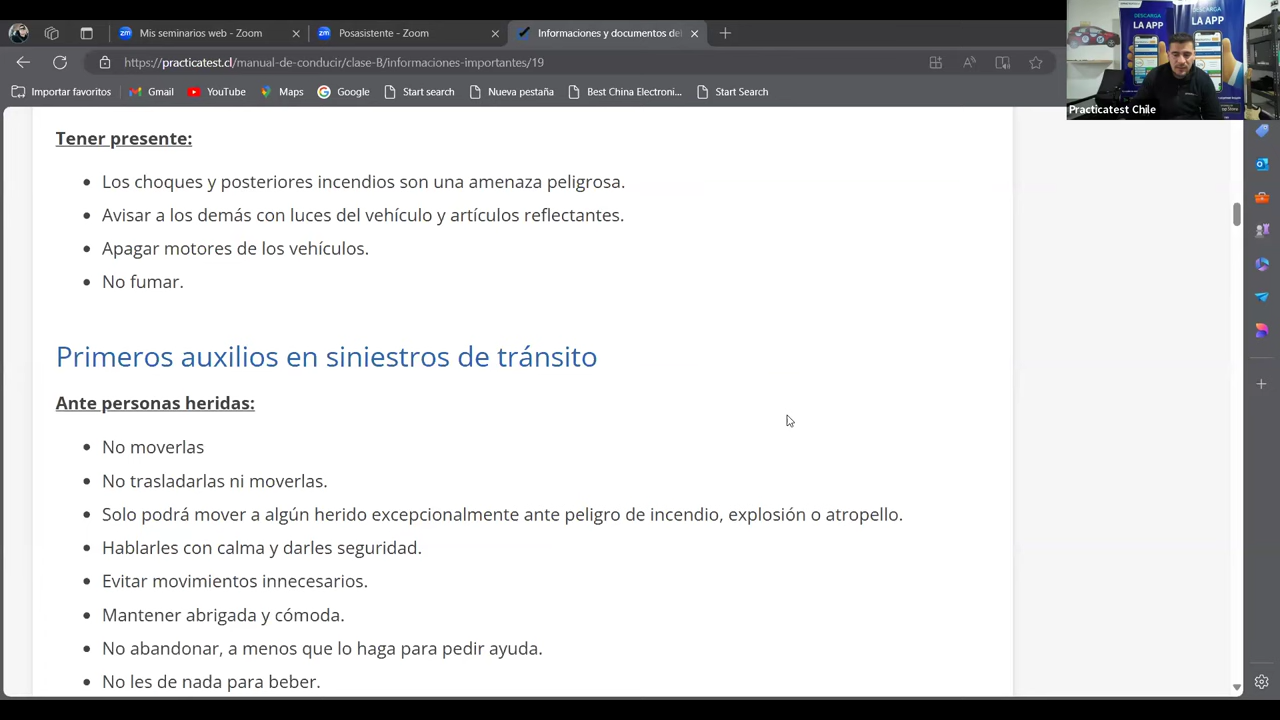 Mis seminarios web - Zoom
Posasistente - Zoom
Informaciones y documentos de
https://practicatest.cl/manual-de-conducir/clase-B/informaciones-importantes/19
Importar favoritos
Gmail
YouTube
Maps
Google
Start search
Nueva pestaña
Best China Electroni...
Start Search
DESCARGA
LA APP
DESCARGA
LA APP
Practicatest Chile
Tener presente:
Los choques y posteriores incendios son una amenaza peligrosa.
Avisar a los demás con luces del vehículo y artículos reflectantes.
Apagar motores de los vehículos.
No fumar.
Primeros auxilios en siniestros de tránsito
Ante personas heridas:
No moverlas
No trasladarlas ni moverlas.
Solo podrá mover a algún herido excepcionalmente ante peligro de incendio, explosión o atropello.
Hablarles con calma y darles seguridad.
Evitar movimientos innecesarios.
Mantener abrigada y cómoda.
No abandonar, a menos que lo haga para pedir ayuda.
No les de nada para beber.